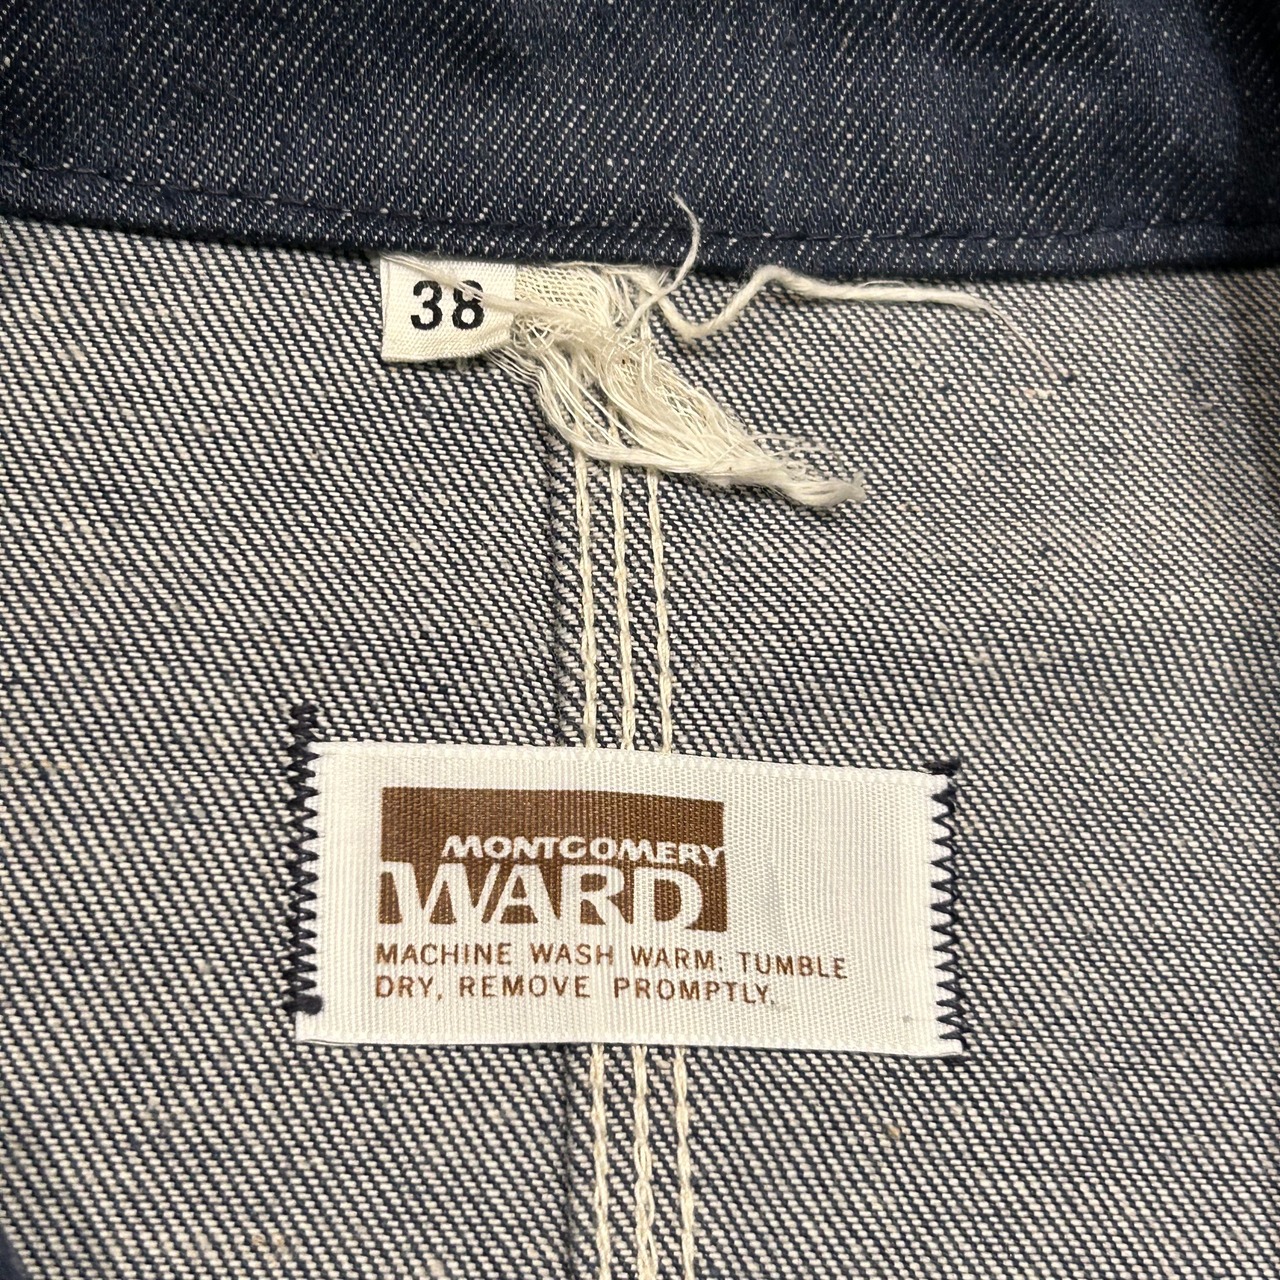 38
MONTGOMERY
WARD
MACHINE WASH WARM; TUMBLE
DRY, REMOVE PROMPTLY.